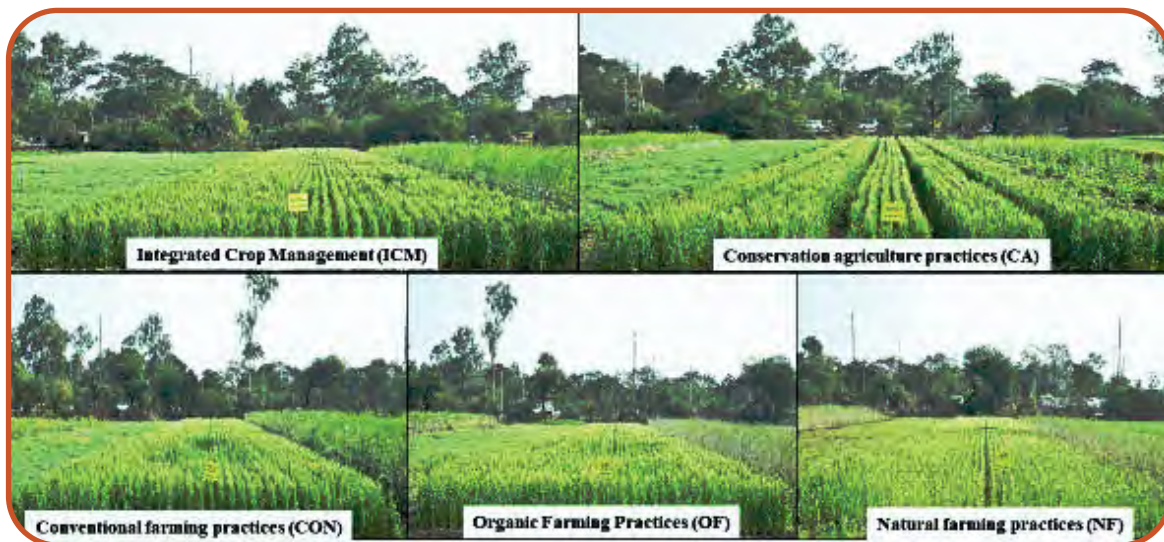 Integrated Crop Management (ICM)
Conservation agriculture practices (CA)
Conventional farming practices (CON)
Organic Farming Practices (OF)
Natural farming practices (NF)